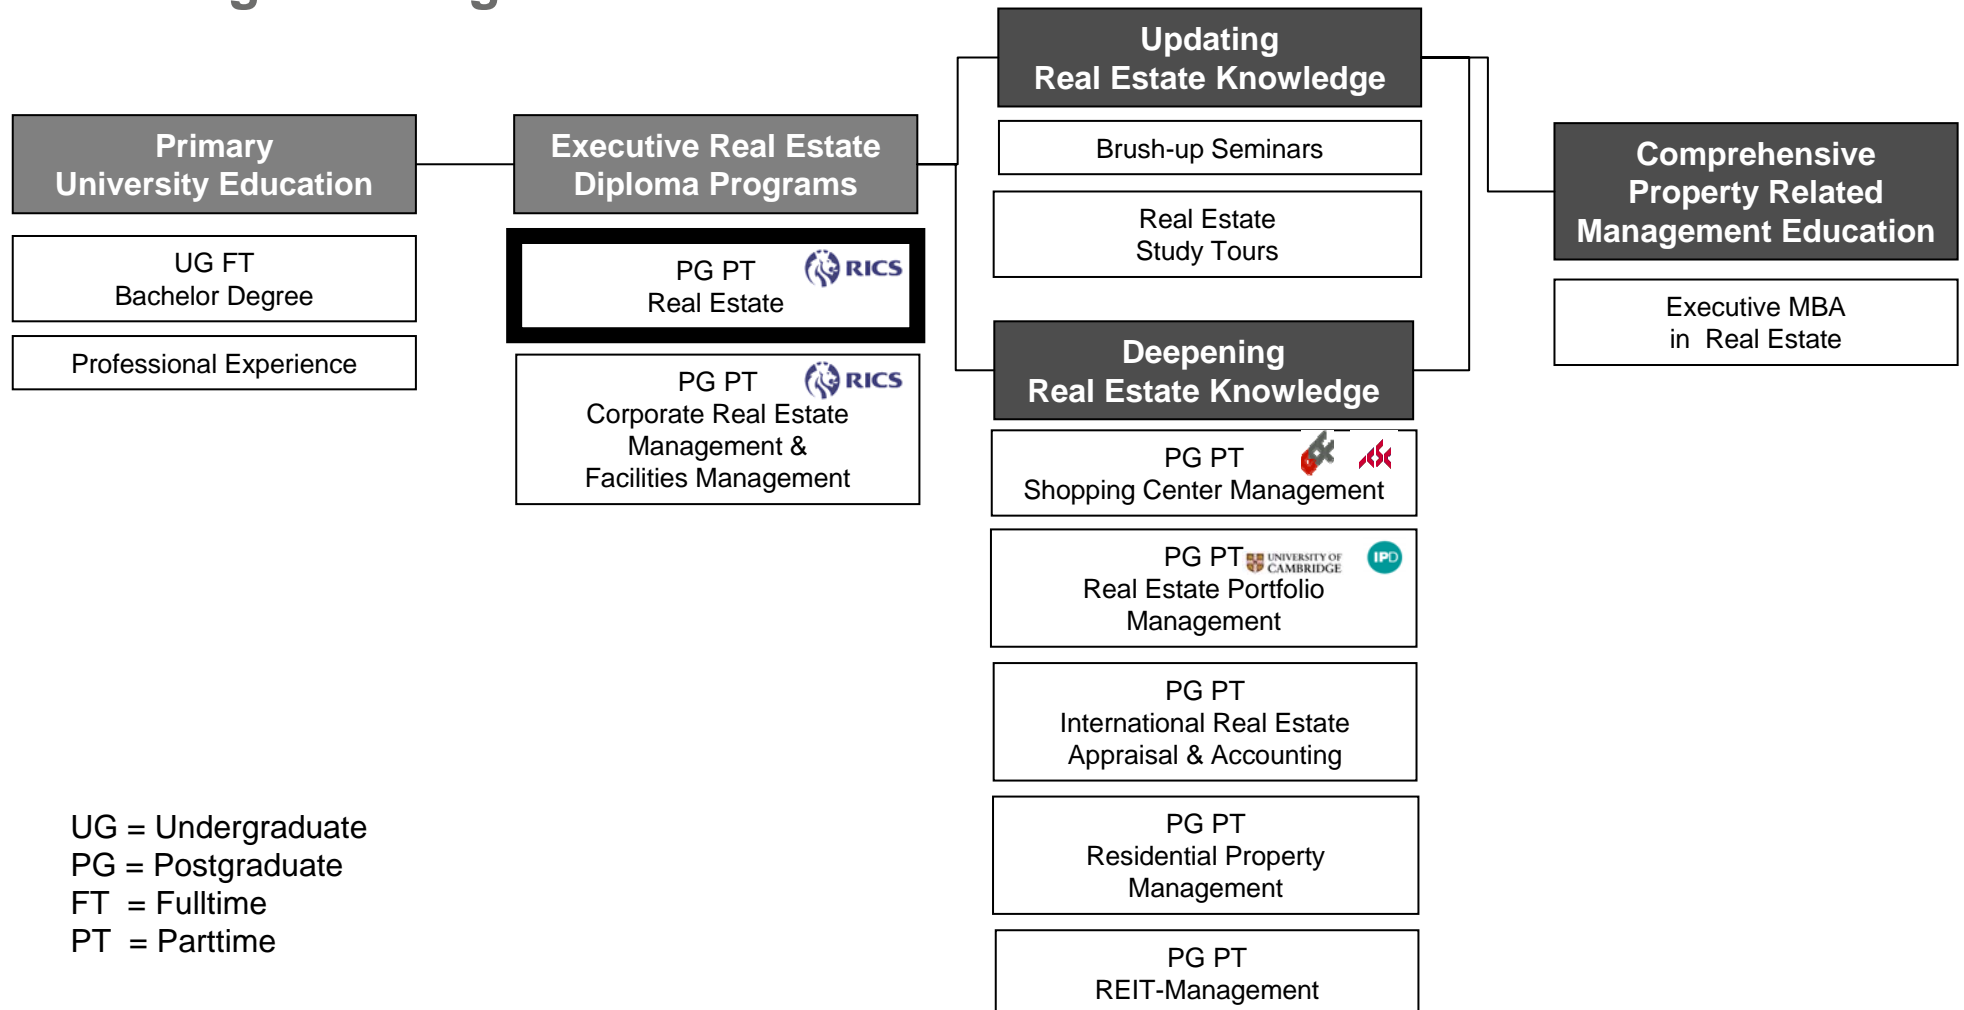 Updating
Real Estate Knowledge
Primary
University Education
Executive Real Estate
Diploma Programs
Brush-up Seminars
Real Estate
Study Tours
Comprehensive
Property Related
Management Education
UG FT
Bachelor Degree
Professional Experience
PG PT
RICS
Real Estate
PG PT
RICS
Corporate Real Estate
Management &
Facilities Management
Executive MBA
in Real Estate
Deepening
Real Estate Knowledge
PG PT
Shopping Center Management
PG PT
UNIVERSITY OF
CAMBRIDGE
IPD
Real Estate Portfolio
Management
PG PT
International Real Estate
Appraisal & Accounting
PG PT
Residential Property
Management
PG PT
REIT-Management
UG = Undergraduate
PG = Postgraduate
FT = Fulltime
PT = Parttime